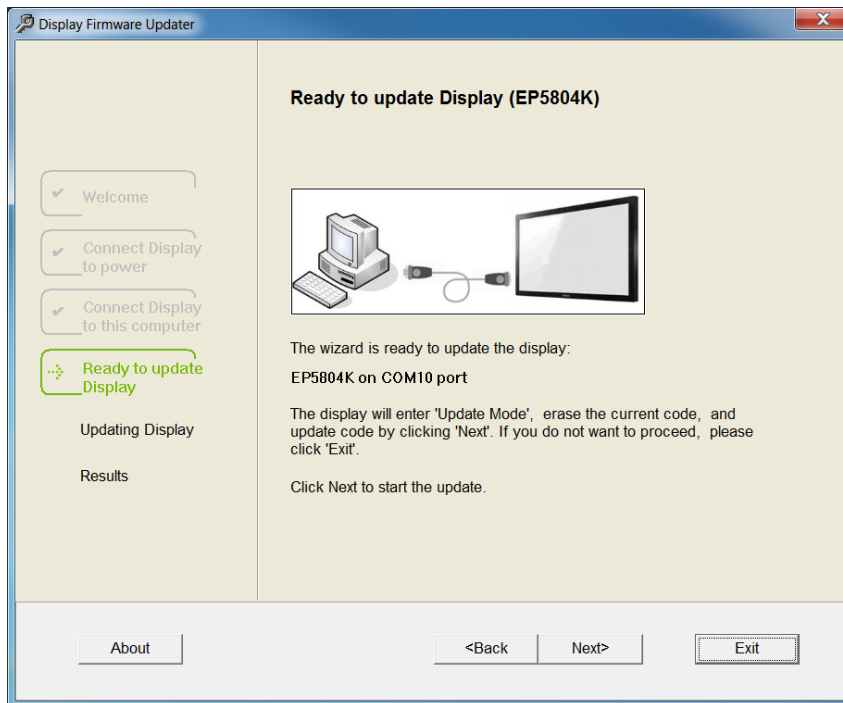 Display Firmware Updater
Ready to update Display (EP5804K)
Welcome
Connect Display
to power
Connect Display
to this computer
Ready to update
Display
Updating Display
Results
The wizard is ready to update the display:
EP5804K on COM10 port
The display will enter 'Update Mode', erase the current code, and
update code by clicking 'Next'. If you do not want to proceed, please
click 'Exit'.
Click Next to start the update.
About
<Back
Next>
Exit